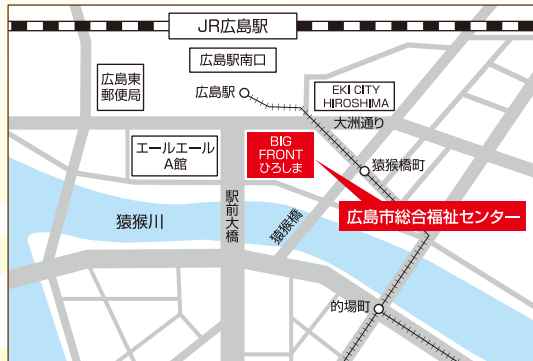 JR広島駅
広島駅南口
広島東
郵便局
広島駅
EKI CITY
HIROSHIMA
大洲通り
エールエール
A館
BIG
FRONT
ひろしま
猿猴橋町
駅前大橋
猿猴橋
広島市総合福祉センター
猿猴川
的場町